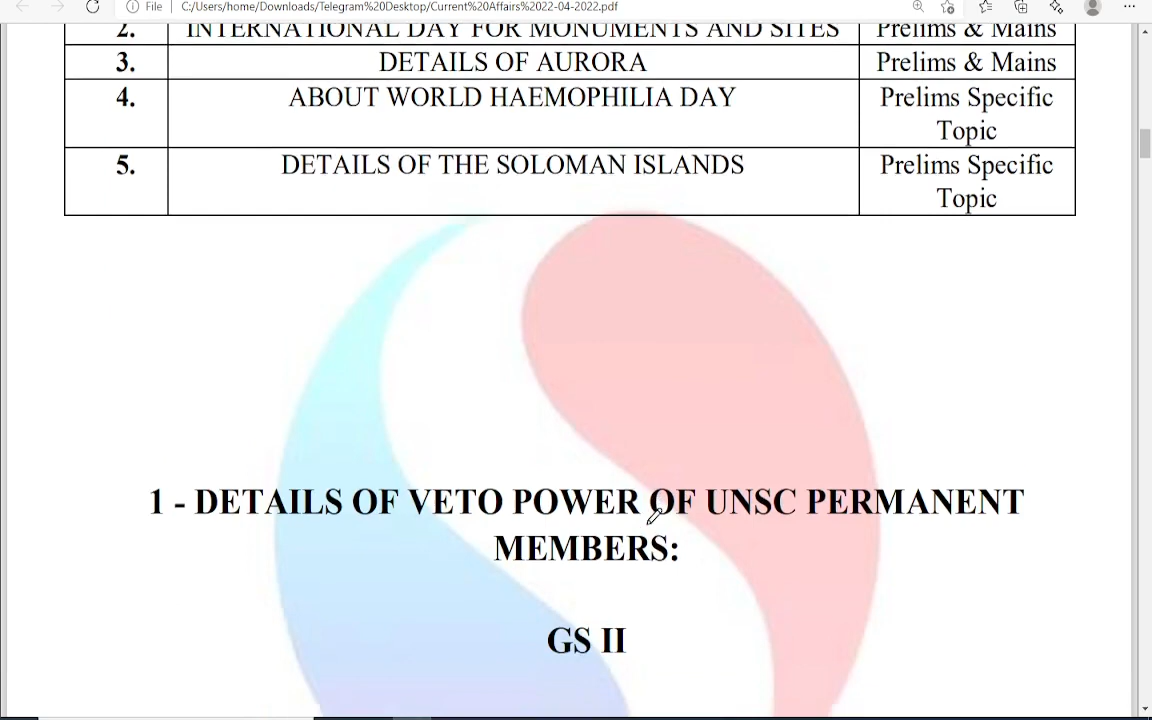 File | C:/Users/home/Downloads/Telegram%20Desktop/Current%20Affairs%2022-04-2022.pdf
2. INTERNATIONAL DAY FOR MONUMENTS AND SITES Prelims & Mains
3. DETAILS OF AURORA Prelims & Mains
4. ABOUT WORLD HAEMOPHILIA DAY Prelims Specific
Topic
5. DETAILS OF THE SOLOMAN ISLANDS Prelims Specific
Topic
1 - DETAILS OF VETO POWER OF UNSC PERMANENT
MEMBERS:
GS II